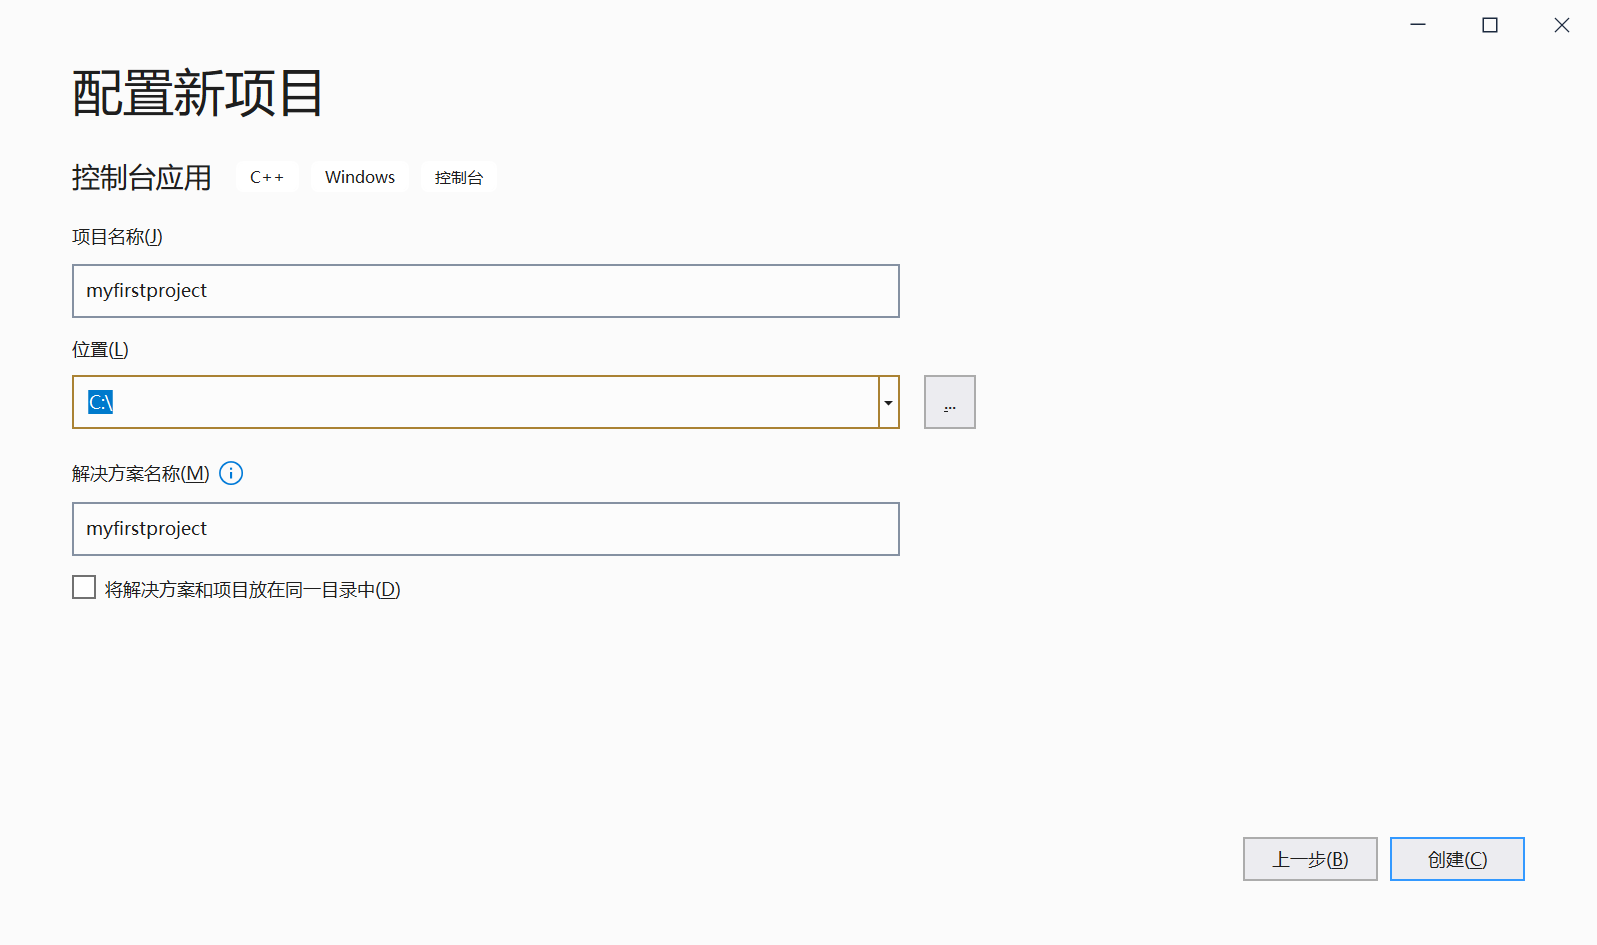 配置新项目
控制台应用 C++ Windows 控制台
项目名称(J)
myfirstproject
位置(L)
C:\
...
解决方案名称(M)
myfirstproject
将解决方案和项目放在同一目录中(D)
上一步(B) 创建(C)